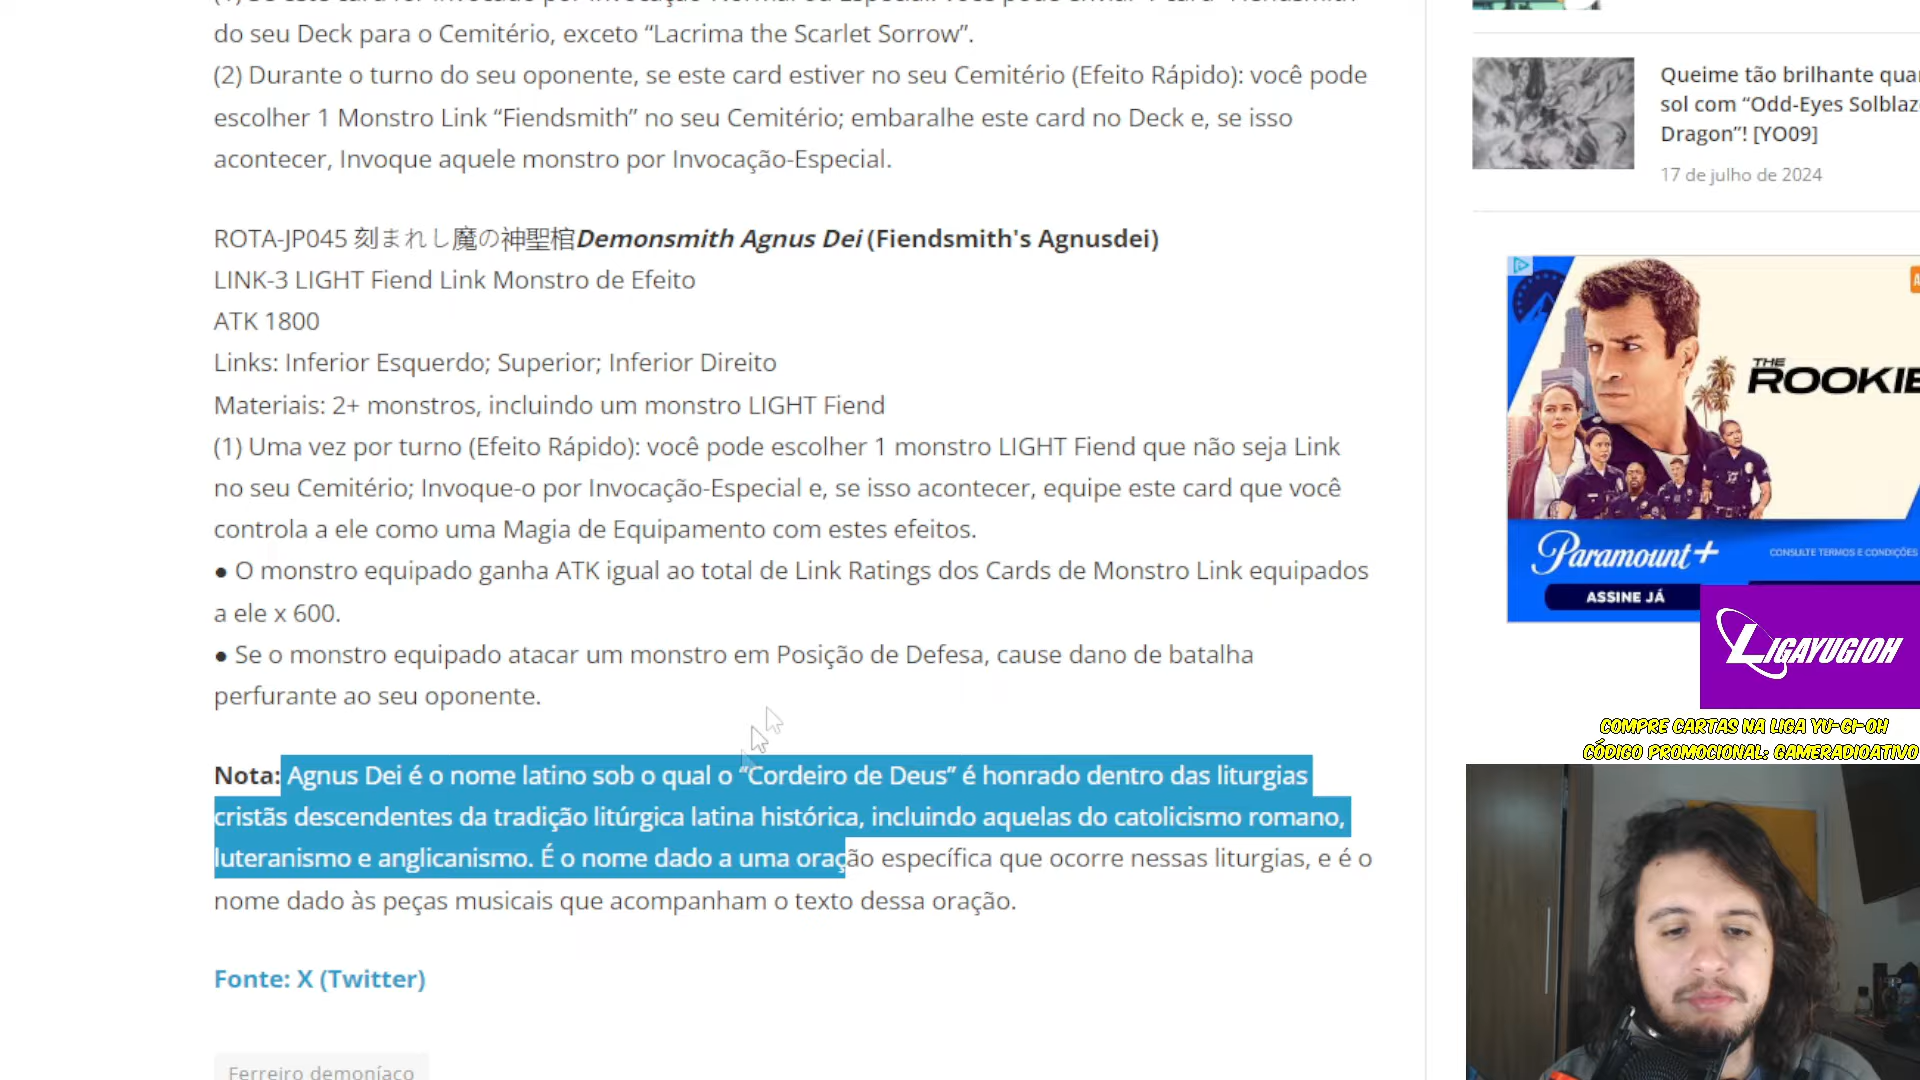 do seu Deck para o Cemitério, exceto “Lacrima the Scarlet Sorrow”.
(2) Durante o turno do seu oponente, se este card estiver no seu Cemitério (Efeito Rápido): você pode
escolher 1 Monstro Link “Fiendsmith” no seu Cemitério; embaralhe este card no Deck e, se isso
acontecer, Invoque aquele monstro por Invocação-Especial.
ROTA-JP045 刻まれし魔の神聖棺Demonsmith Agnus Dei (Fiendsmith's Agnusdei)
LINK-3 LIGHT Fiend Link Monstro de Efeito
ATK 1800
Links: Inferior Esquerdo; Superior; Inferior Direito
Materiais: 2+ monstros, incluindo um monstro LIGHT Fiend
(1) Uma vez por turno (Efeito Rápido): você pode escolher 1 monstro LIGHT Fiend que não seja Link
no seu Cemitério; Invoque-o por Invocação-Especial e, se isso acontecer, equipe este card que você
controla a ele como uma Magia de Equipamento com estes efeitos.
● O monstro equipado ganha ATK igual ao total de Link Ratings dos Cards de Monstro Link equipados
a ele x 600.
● Se o monstro equipado atacar um monstro em Posição de Defesa, cause dano de batalha
perfurante ao seu oponente.
Nota: Agnus Dei é o nome latino sob o qual o “Cordeiro de Deus” é honrado dentro das liturgias
cristãs descendentes da tradição litúrgica latina histórica, incluindo aquelas do catolicismo romano,
luteranismo e anglicanismo. É o nome dado a uma oração específica que ocorre nessas liturgias, e é o
nome dado às peças musicais que acompanham o texto dessa oração.
Fonte: X (Twitter)
Ferreiro demoníaco
Queime tão brilhante
sol com “Odd-Eyes
Dragon”! [YO09]
17 de julho de 2024
THE
Paramount+
CONSULTE TERMOS E CONDIÇÕES
ASSINE JÁ
LIGAYUGIOH
COMPRE CARTAS NA LIGA YU-GI-OH
CÓDIGO PROMOCIONAL: GAMERADIOATIVO